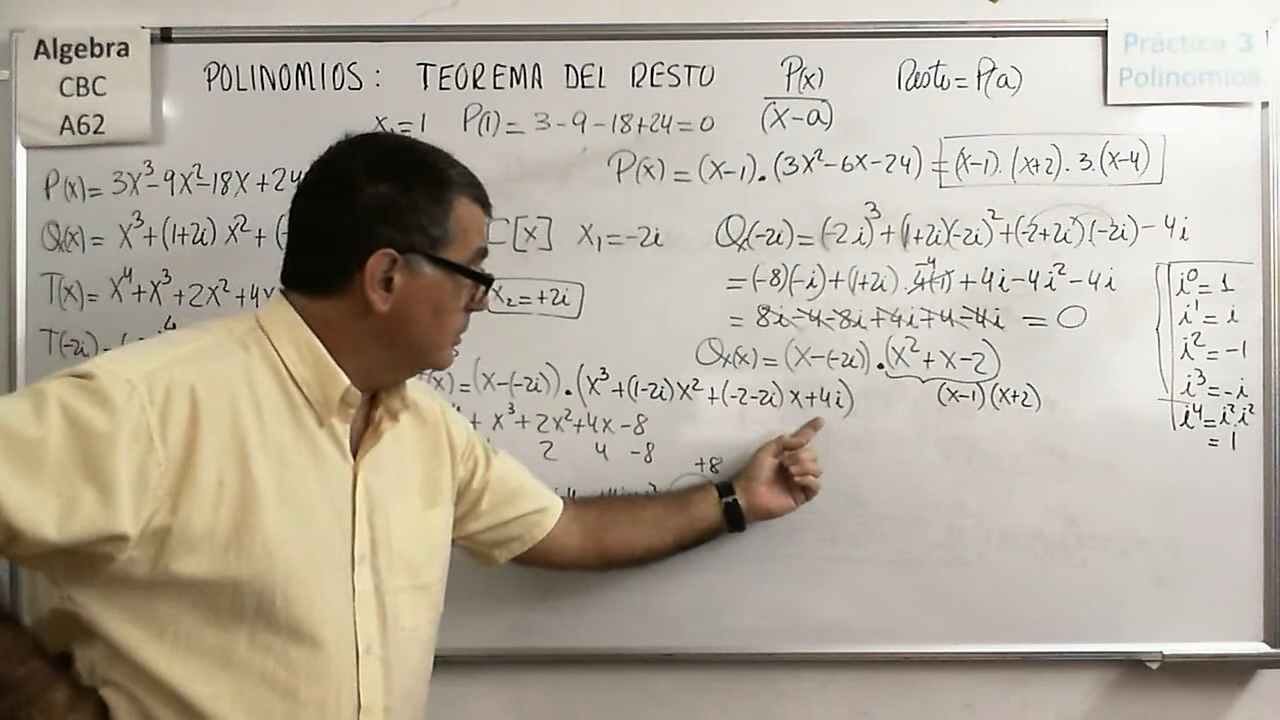 Algebra
CBC
A62
Práctica 3
Polinomios
POLINOMIOS: TEOREMA DEL RESTO
P(x)
(x-a)
Resto=P(a)
x₁=1 P(1)=3-9-18+24=0
P(x)=3x³-9x²-18x+24
P(x)=(x-1).(3x²-6x-24)=(x-1).(x+2).3.(x-4)
Q(x)=x³+(1+2i)x²+(-
C[x] x₁=-2i
Q(-2i)=(-2i)³+(1+2i)(-2i)²+(-2+2i)(-2i)-4i
T(x)=x⁴+x³+2x²+4x
x₂=+2i
=(-8)(-i)+(1+2i).4(-1)+4i-4i²-4i
-4
=8i-4-8i+4i+4-4i=0
T(-2i)
Q(x)=(x-(-2i)).(x²+x-2)
(x-1)(x+2)
(x)=(x-(-2i)).(x³+(1-2i)x²+(-2-2i)x+4i)
+x³+2x²+4x-8
2 4 -8
+8
i⁰=1
i¹=i
i²=-1
i³=-i
i⁴=i².i²
=1